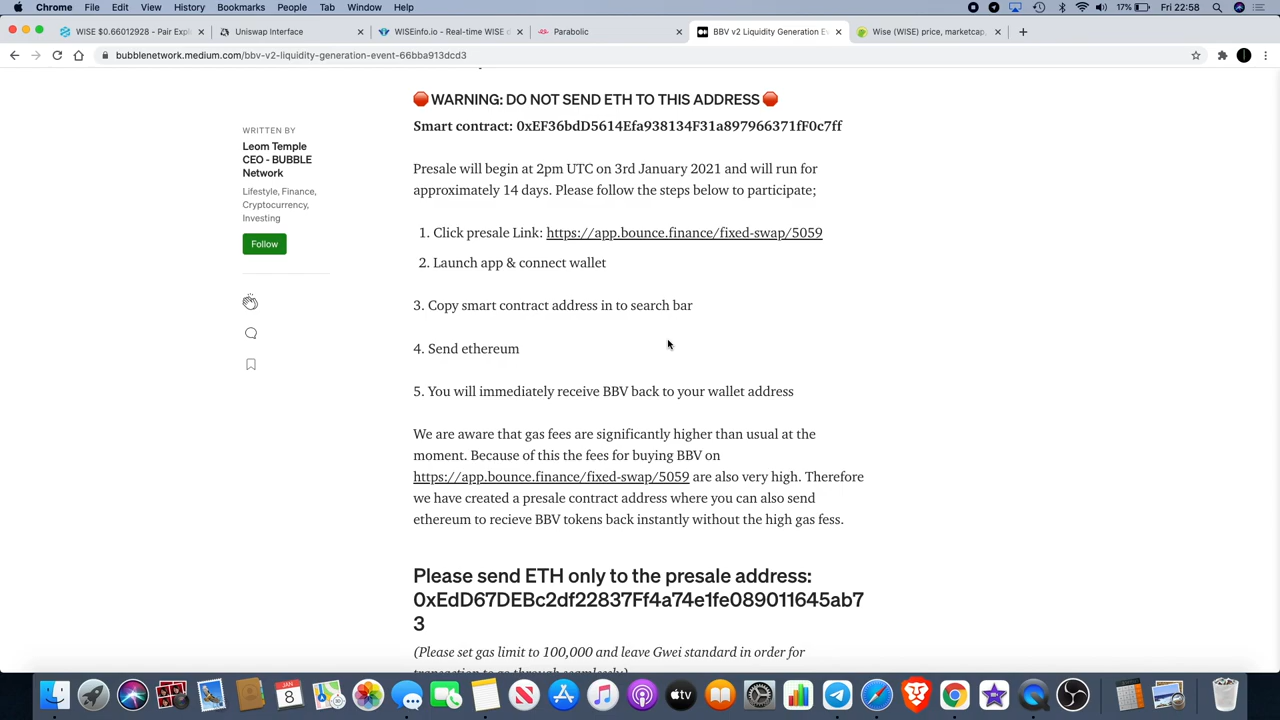 Chrome File Edit View History Bookmarks People Tab Window Help 17% Fri 22:58
WISE $0.66012928 - Pair Expl
Uniswap Interface
WISEinfo.io - Real-time WISE d
Parabolic
BBV v2 Liquidity Generation E
Wise (WISE) price, marketcap,
bubblenetwork.medium.com/bbv-v2-liquidity-generation-event-66bba913dcd3
WARNING: DO NOT SEND ETH TO THIS ADDRESS
Smart contract: 0xEF36bdD5614Efa938134F31a897966371fF0c7ff
WRITTEN BY
Leom Temple
CEO - BUBBLE
Network
Lifestyle, Finance,
Cryptocurrency,
Investing
Follow
Presale will begin at 2pm UTC on 3rd January 2021 and will run for
approximately 14 days. Please follow the steps below to participate;
1. Click presale Link: https://app.bounce.finance/fixed-swap/5059
2. Launch app & connect wallet
3. Copy smart contract address in to search bar
4. Send ethereum
5. You will immediately receive BBV back to your wallet address
We are aware that gas fees are significantly higher than usual at the
moment. Because of this the fees for buying BBV on
https://app.bounce.finance/fixed-swap/5059 are also very high. Therefore
we have created a presale contract address where you can also send
ethereum to recieve BBV tokens back instantly without the high gas fess.
Please send ETH only to the presale address:
0xEdD67DEBc2df22837Ff4a74e1fe089011645ab7
3
(Please set gas limit to 100,000 and leave Gwei standard in order for
transaction to go through seamlessly)
JAN
8
tv